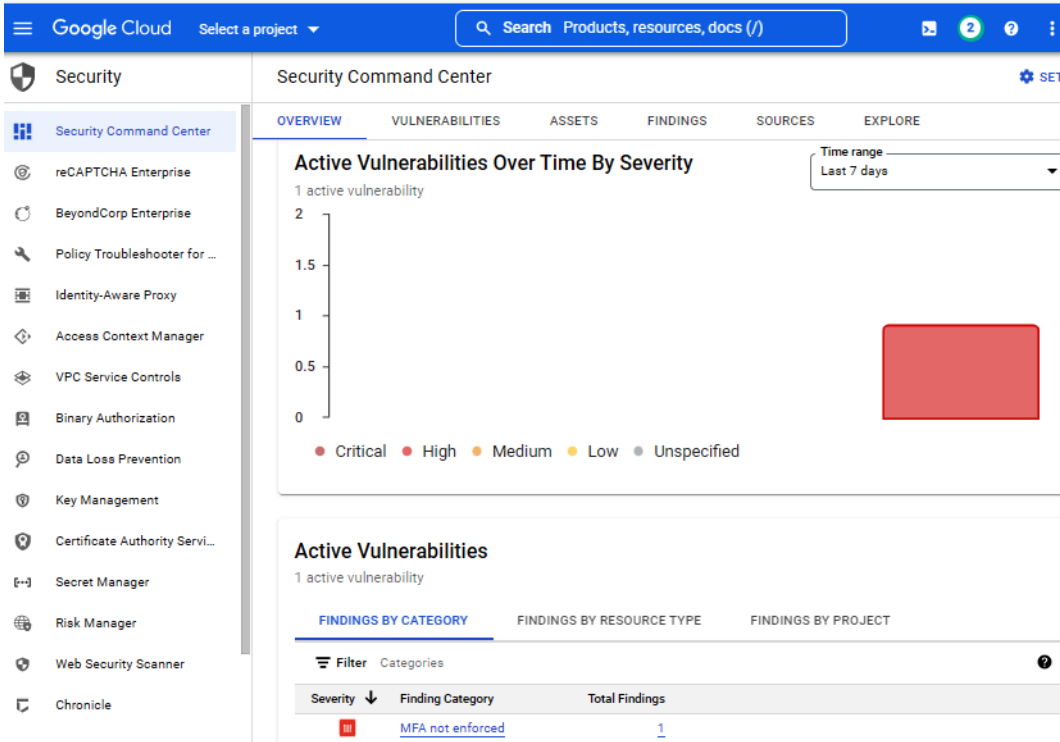 Google Cloud Select a project Search Products, resources, docs (/) 2
Security
Security Command Center
SET
Security Command Center
reCAPTCHA Enterprise
BeyondCorp Enterprise
Policy Troubleshooter for ...
Identity-Aware Proxy
Access Context Manager
VPC Service Controls
Binary Authorization
Data Loss Prevention
Key Management
Certificate Authority Servi...
Secret Manager
Risk Manager
Web Security Scanner
Chronicle
OVERVIEW VULNERABILITIES ASSETS FINDINGS SOURCES EXPLORE
Active Vulnerabilities Over Time By Severity
1 active vulnerability
Time range
Last 7 days
2
1.5
1
0.5
0
Critical High Medium Low Unspecified
Active Vulnerabilities
1 active vulnerability
FINDINGS BY CATEGORY FINDINGS BY RESOURCE TYPE FINDINGS BY PROJECT
Filter Categories
Severity Finding Category Total Findings
MFA not enforced 1